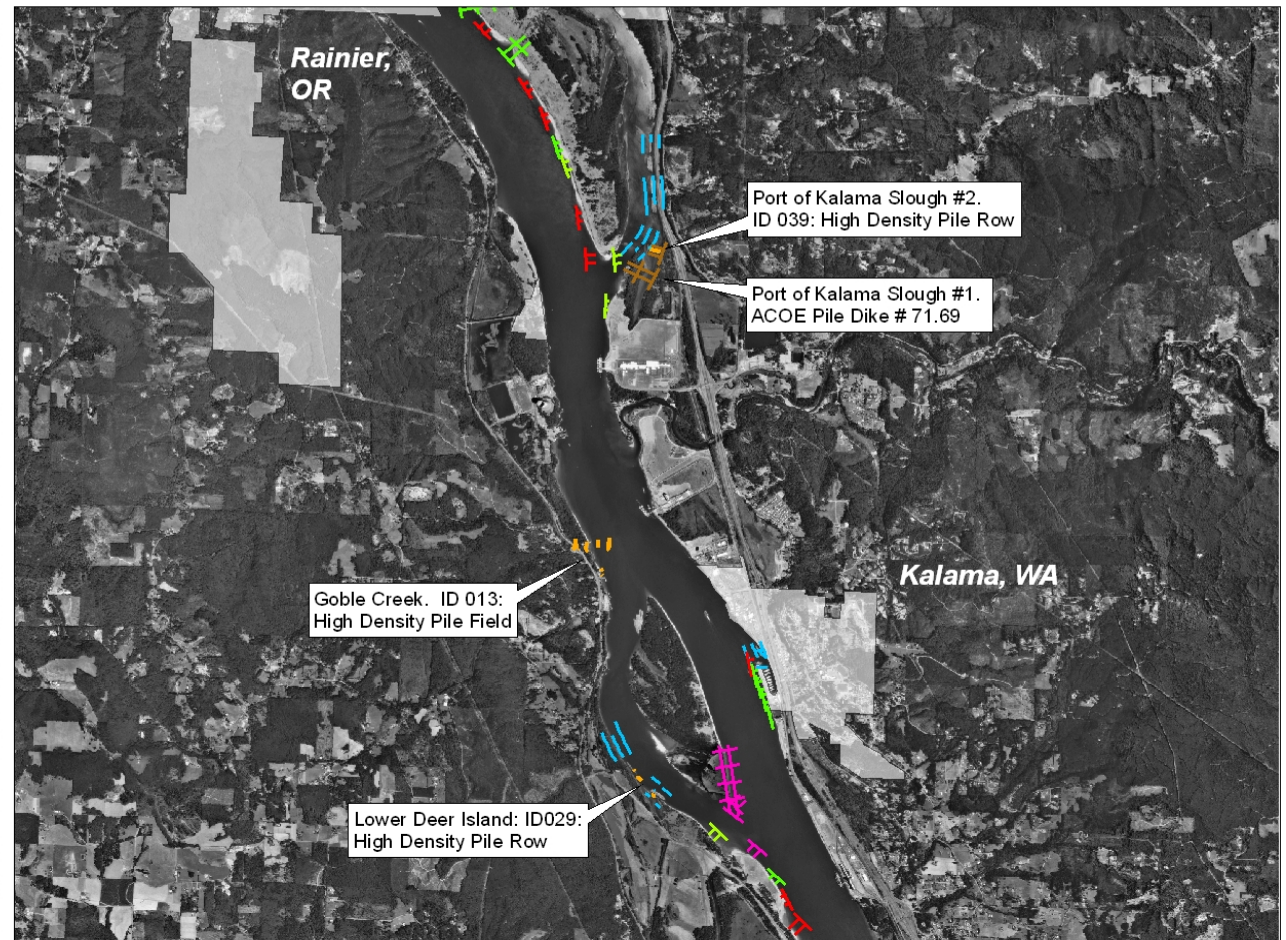 Rainier,
OR
Port of Kalama Slough #2.
ID 039: High Density Pile Row
Port of Kalama Slough #1.
ACOE Pile Dike # 71.69
Kalama, WA
Goble Creek.  ID 013:
High Density Pile Field
Lower Deer Island: ID029:
High Density Pile Row